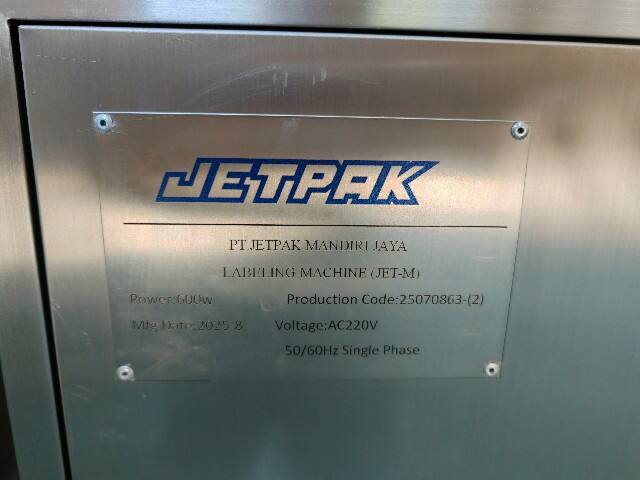 JETPAK
PT JETPAK MANDIRI JAYA
LABELING MACHINE (JET-M)
Power:600w Production Code:25070863-(2)
Mfg Date:2025-8 Voltage:AC220V
50/60Hz Single Phase